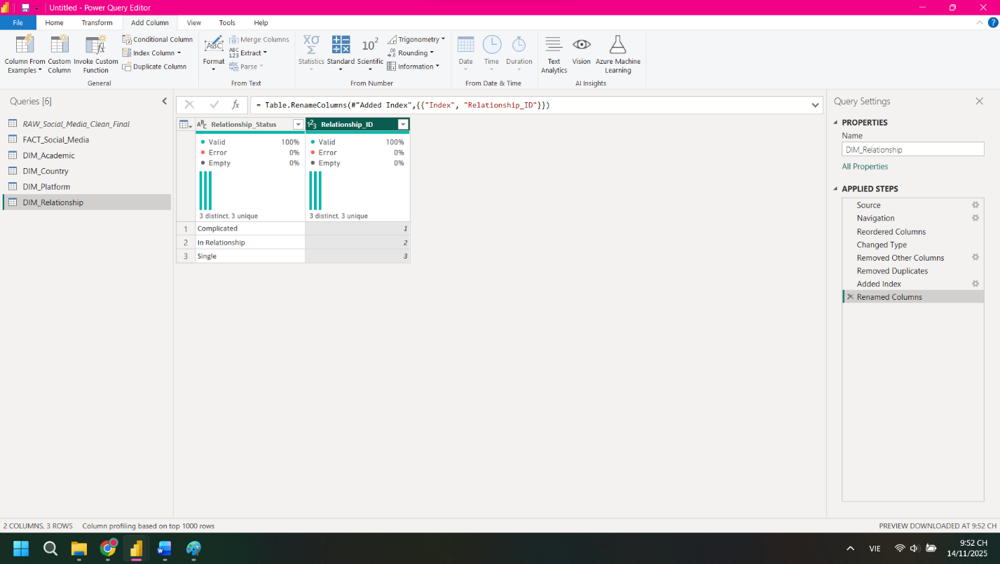 Untitled - Power Query Editor
File Home Transform Add Column View Tools Help
Column From Examples
Custom Column
Invoke Custom Function
Conditional Column
Index Column
Duplicate Column
General
Format
Merge Columns
Extract
Parse
From Text
Statistics
Standard
Scientific
Trigonometry
Rounding
Information
From Number
Date
Time
Duration
From Date & Time
Text Analytics
Vision
Azure Machine Learning
AI Insights
Queries [6]
RAW_Social_Media_Clean_Final
FACT_Social_Media
DIM_Academic
DIM_Country
DIM_Platform
DIM_Relationship
= Table.RenameColumns(#"Added Index",{{"Index", "Relationship_ID"}})
Relationship_Status Relationship_ID
Valid 100% Valid 100%
Error 0% Error 0%
Empty 0% Empty 0%
3 distinct, 3 unique 3 distinct, 3 unique
1 Complicated 1
2 In Relationship 2
3 Single 3
Query Settings
PROPERTIES
Name
DIM_Relationship
All Properties
APPLIED STEPS
Source
Navigation
Reordered Columns
Changed Type
Removed Other Columns
Removed Duplicates
Added Index
Renamed Columns
2 COLUMNS, 3 ROWS Column profiling based on top 1000 rows
PREVIEW DOWNLOADED AT 9:52 CH
VIE
9:52 CH
14/11/2025